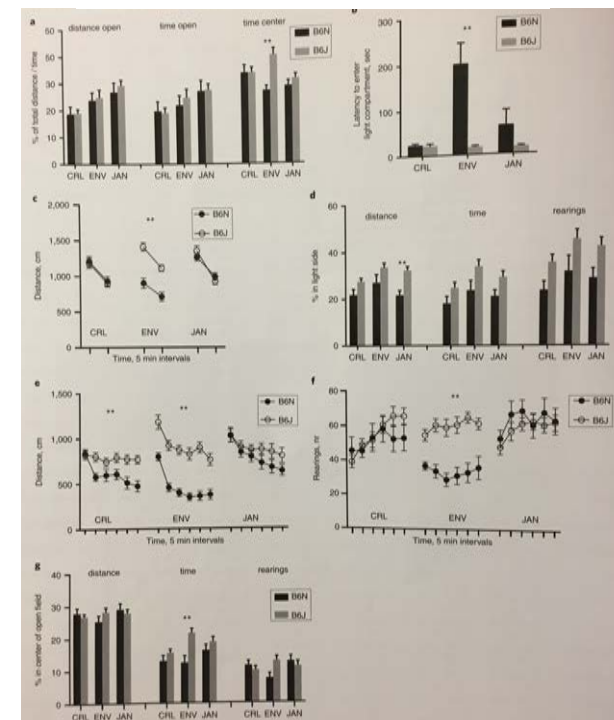 a
distance open time open time center
B6N
B6J
% of total distance / time
60
50
40
30
20
10
0
**
CRL ENV JAN CRL ENV JAN CRL ENV JAN
B6N
B6J
Latency to enter
light compartment, sec
300
200
100
0
**
CRL ENV JAN
c
B6N
B6J
Distance, cm
2,000
1,500
1,000
500
0
**
CRL ENV JAN
Time, 5 min intervals
d
distance time rearings
B6N
B6J
% in light side
60
40
20
0
**
CRL ENV JAN CRL ENV JAN CRL ENV JAN
e
B6N
B6J
Distance, cm
1,500
1,000
500
0
** **
CRL ENV JAN
Time, 5 min intervals
f
B6N
B6J
Rearings, nr
80
60
40
20
0
**
CRL ENV JAN
Time, 5 min intervals
g
distance time rearings
B6N
B6J
% in center of open field
40
30
20
10
0
**
CRL ENV JAN CRL ENV JAN CRL ENV JAN